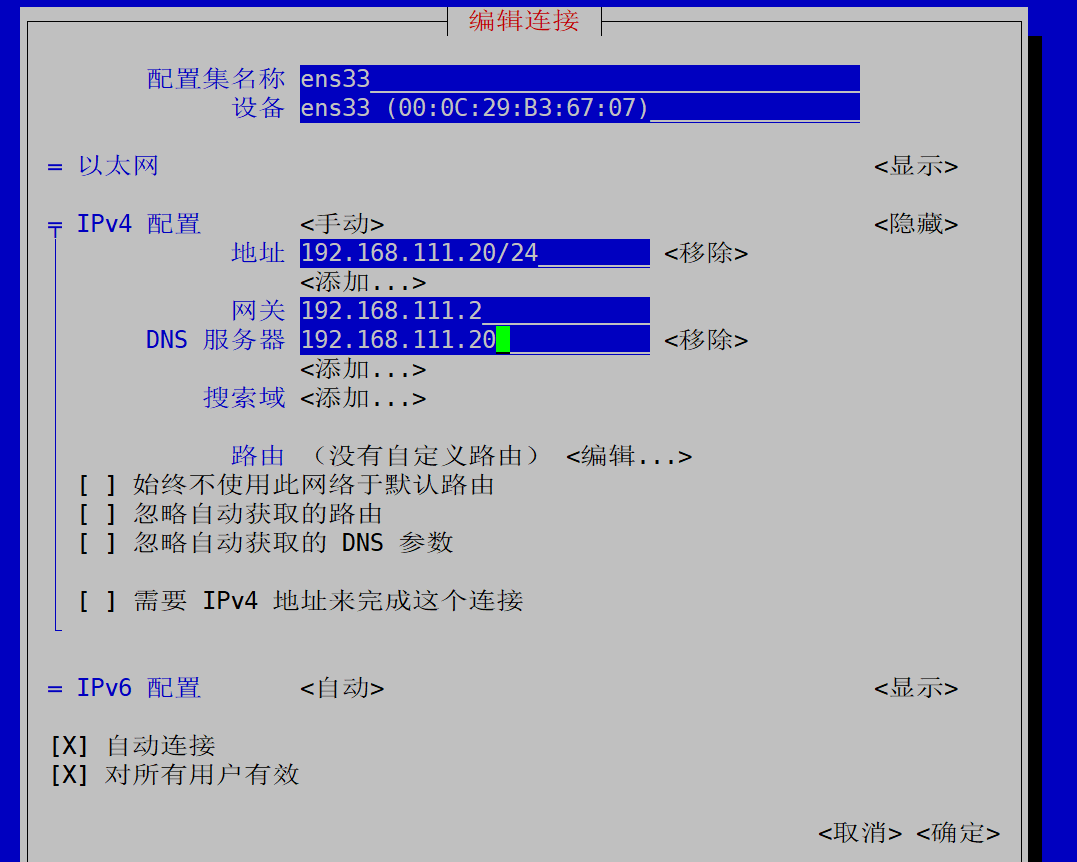 编辑连接
配置集名称 ens33
设备 ens33 (00:0C:29:B3:67:07)
= 以太网 <显示>
IPv4 配置 <手动> <隐藏>
地址 192.168.111.20/24 <移除>
<添加...>
网关 192.168.111.2
DNS 服务器 192.168.111.20 <移除>
<添加...>
搜索域 <添加...>
路由 （没有自定义路由） <编辑...>
[ ] 始终不使用此网络于默认路由
[ ] 忽略自动获取的路由
[ ] 忽略自动获取的 DNS 参数
[ ] 需要 IPv4 地址来完成这个连接
= IPv6 配置 <自动> <显示>
[X] 自动连接
[X] 对所有用户有效
<取消> <确定>